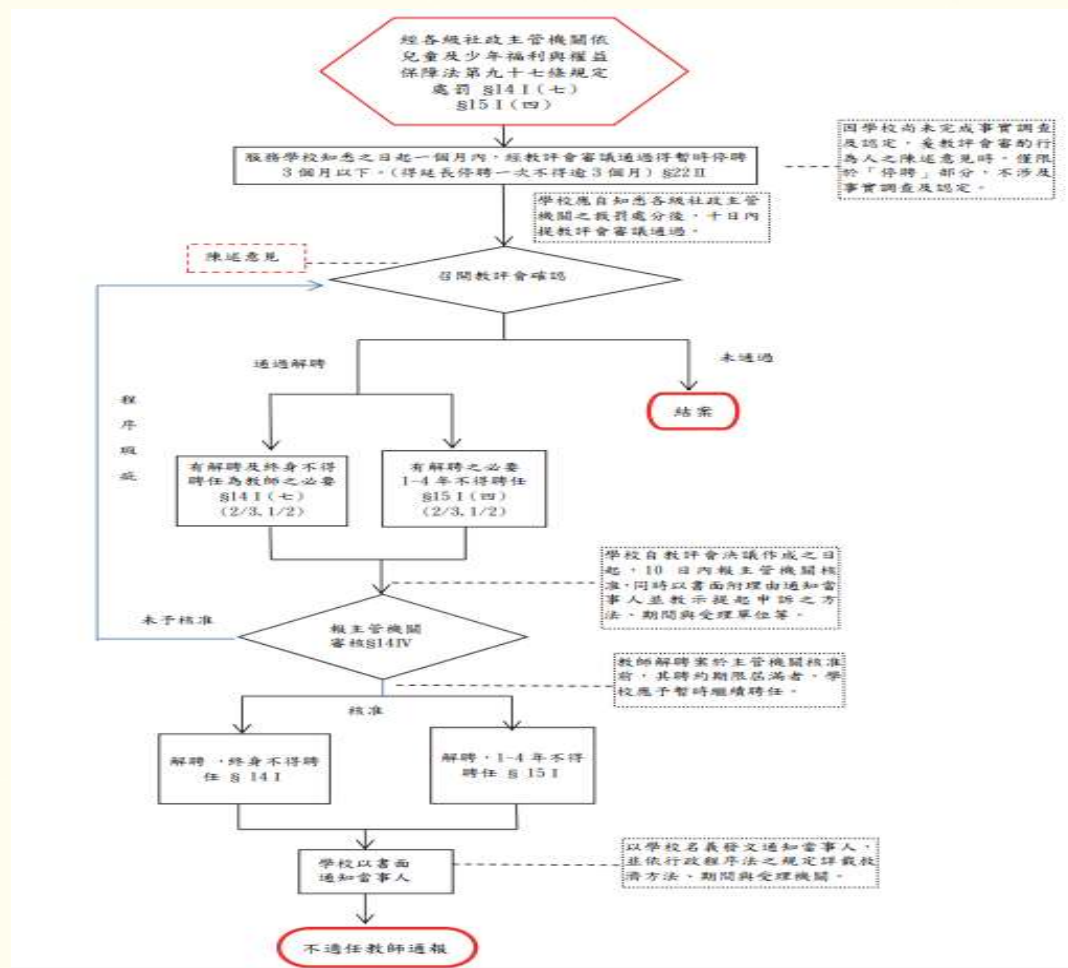 經各級社政主管機關依
兒童及少年福利與權益
保障法第九十七條規定
處罰 §14 I (七)
§15 I (四)
服務學校知悉之日起一個月內，經教評會審議通過得暫時停聘
3 個月以下。(得延長停聘一次不得逾 3 個月) §22 II
因學校尚未完成事實調查
及認定，爰教評會審酌行
為人之陳述意見時，僅限
於「停聘」部分，不涉及
事實調查及認定。
學校應自知悉各級社政主管
機關之裁罰處分後，十日內
提教評會審議通過。
陳述意見
召開教評會確認
通過解聘
未通過
結案
程
序
瑕
疵
有解聘及終身不得
聘任為教師之必要
§14 I (七)
(2/3, 1/2)
有解聘之必要
1-4 年不得聘任
§15 I (四)
(2/3, 1/2)
學校自教評會決議作成之日
起，10 日內報主管機關核
准，同時以書面附理由通知當
事人並教示提起申訴之方
法、期間與受理單位等。
未予核准
報主管機關
審核§14IV
教師解聘案於主管機關核准
前，其聘約期限屆滿者，學
校應予暫時繼續聘任。
核准
解聘，終身不得聘
任 § 14 I
解聘，1-4 年不得
聘任 § 15 I
學校以書面
通知當事人
以學校名義發文通知當事人，
並依行政程序法之規定詳載救
濟方法、期間與受理機關。
不適任教師通報